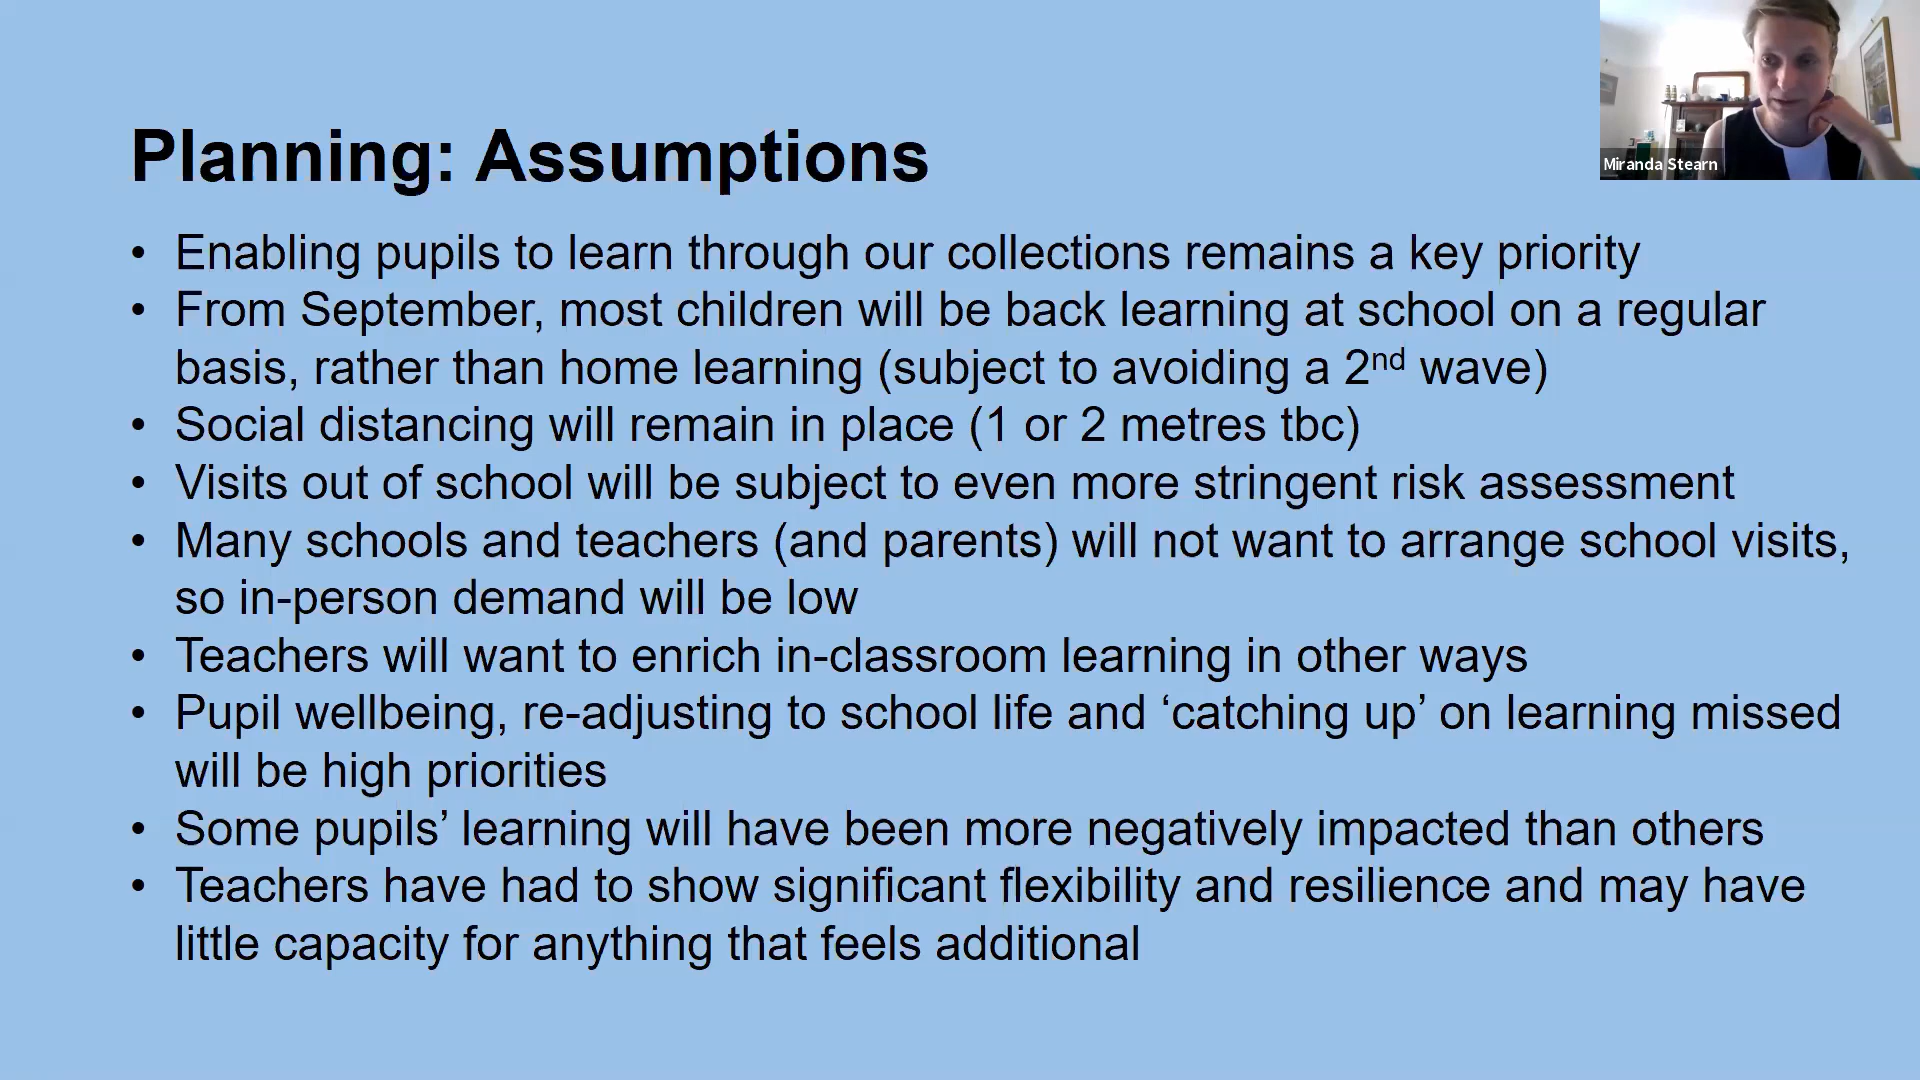 Miranda Stearn
Planning: Assumptions
• Enabling pupils to learn through our collections remains a key priority
• From September, most children will be back learning at school on a regular
basis, rather than home learning (subject to avoiding a 2nd wave)
• Social distancing will remain in place (1 or 2 metres tbc)
• Visits out of school will be subject to even more stringent risk assessment
• Many schools and teachers (and parents) will not want to arrange school visits,
so in-person demand will be low
• Teachers will want to enrich in-classroom learning in other ways
• Pupil wellbeing, re-adjusting to school life and ‘catching up’ on learning missed
will be high priorities
• Some pupils’ learning will have been more negatively impacted than others
• Teachers have had to show significant flexibility and resilience and may have
little capacity for anything that feels additional